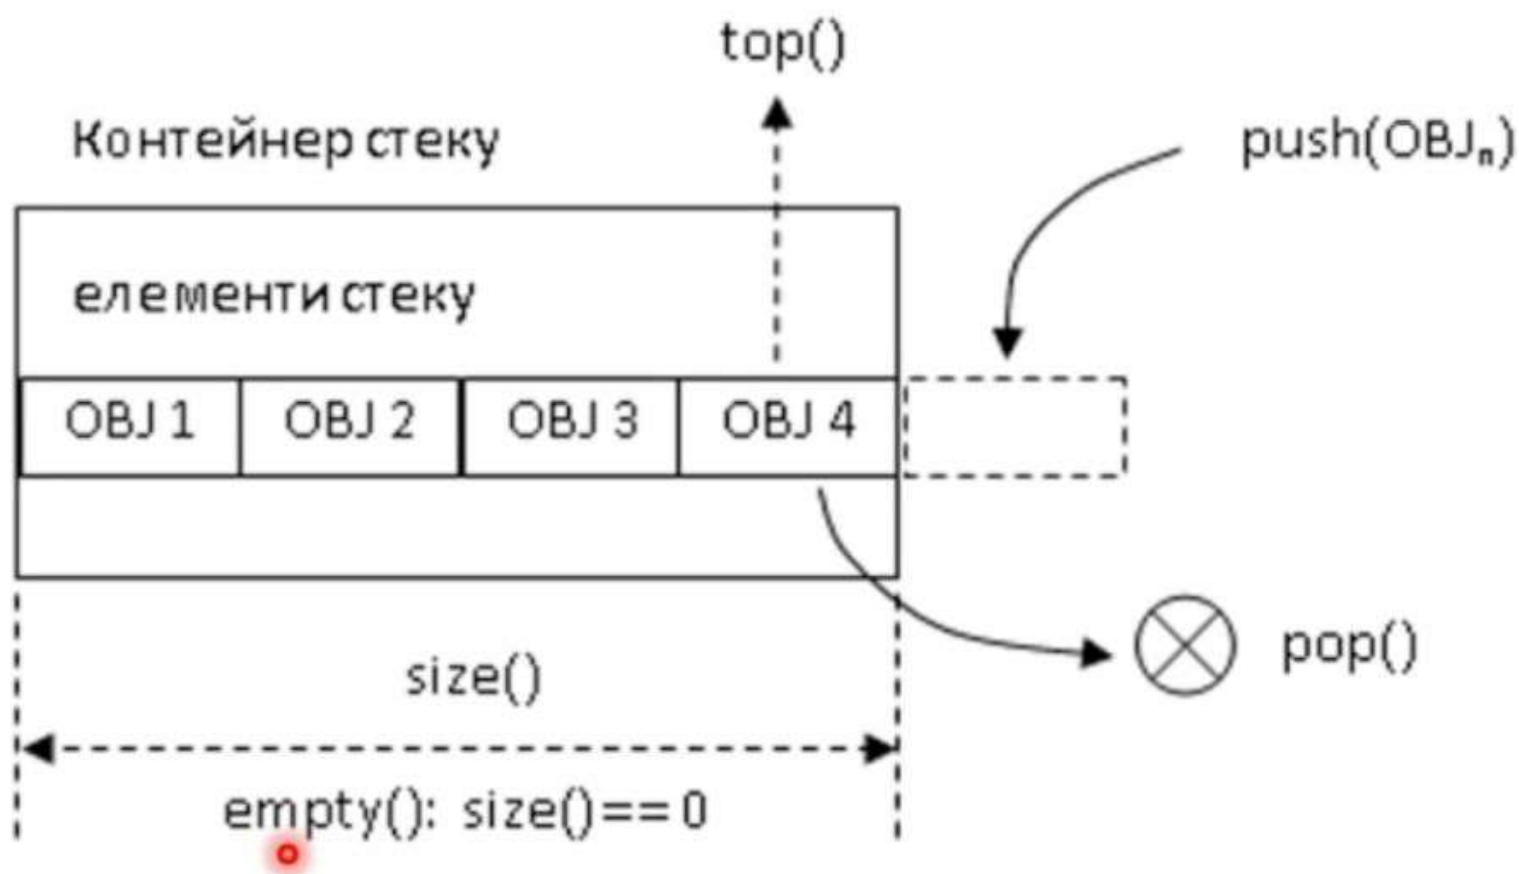 top()
Контейнер стеку
push(OBJₙ)
елементи стеку
OBJ 1 OBJ 2 OBJ 3 OBJ 4
size()
pop()
empty(): size()==0